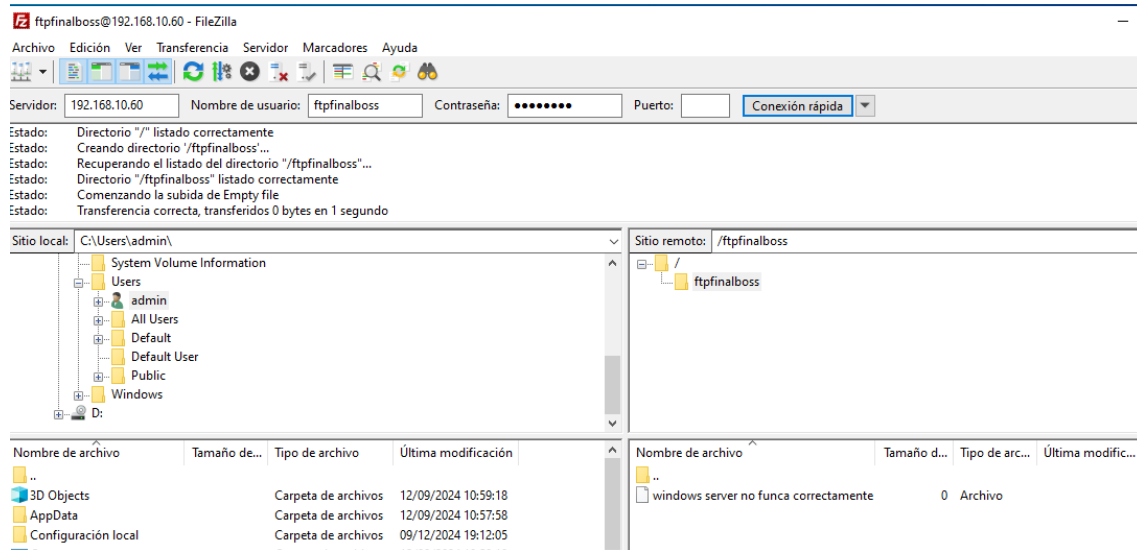 ftpfinalboss@192.168.10.60 - FileZilla
Archivo Edición Ver Transferencia Servidor Marcadores Ayuda
Servidor: 192.168.10.60 Nombre de usuario: ftpfinalboss Contraseña: ●●●●●●●● Puerto: Conexión rápida
Estado: Directorio "/" listado correctamente
Estado: Creando directorio '/ftpfinalboss'...
Estado: Recuperando el listado del directorio "/ftpfinalboss"...
Estado: Directorio "/ftpfinalboss" listado correctamente
Estado: Comenzando la subida de Empty file
Estado: Transferencia correcta, transferidos 0 bytes en 1 segundo
Sitio local: C:\Users\admin\
System Volume Information
Users
admin
All Users
Default
Default User
Public
Windows
D:
Sitio remoto: /ftpfinalboss
/
ftpfinalboss
Nombre de archivo Tamaño de... Tipo de archivo Última modificación
..
3D Objects Carpeta de archivos 12/09/2024 10:59:18
AppData Carpeta de archivos 12/09/2024 10:57:58
Configuración local Carpeta de archivos 09/12/2024 19:12:05
Nombre de archivo Tamaño d... Tipo de arc... Última modific...
..
windows server no funca correctamente 0 Archivo